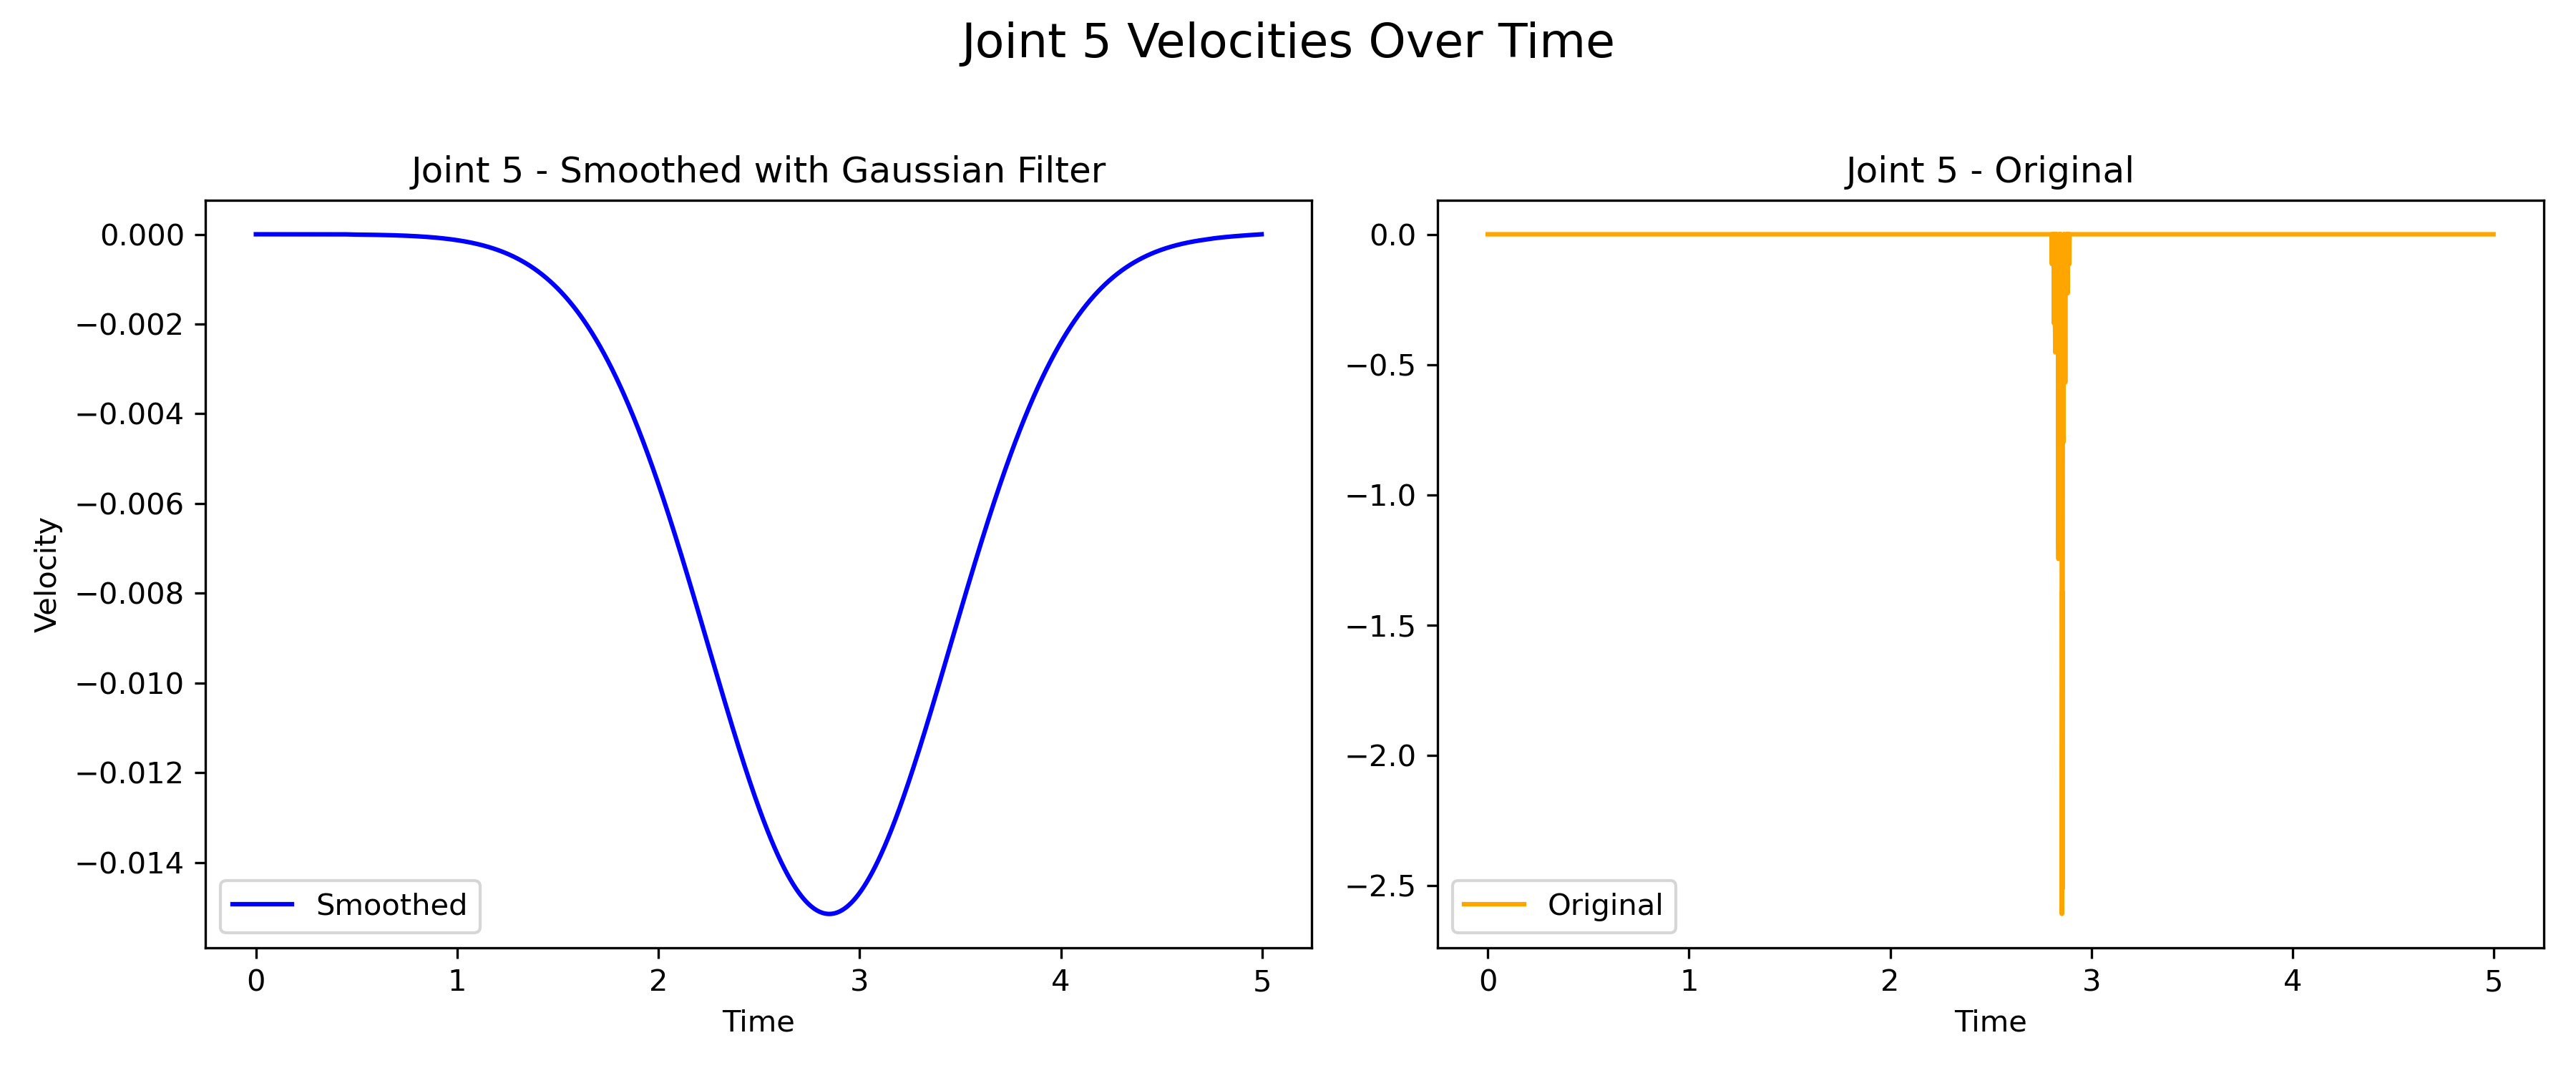 Joint 5 Velocities Over Time
Joint 5 - Smoothed with Gaussian Filter
0.000
−0.002
−0.004
−0.006
−0.008
−0.010
−0.012
−0.014
Velocity
Smoothed
0 1 2 3 4 5
Time
Joint 5 - Original
0.0
−0.5
−1.0
−1.5
−2.0
−2.5
Original
0 1 2 3 4 5
Time